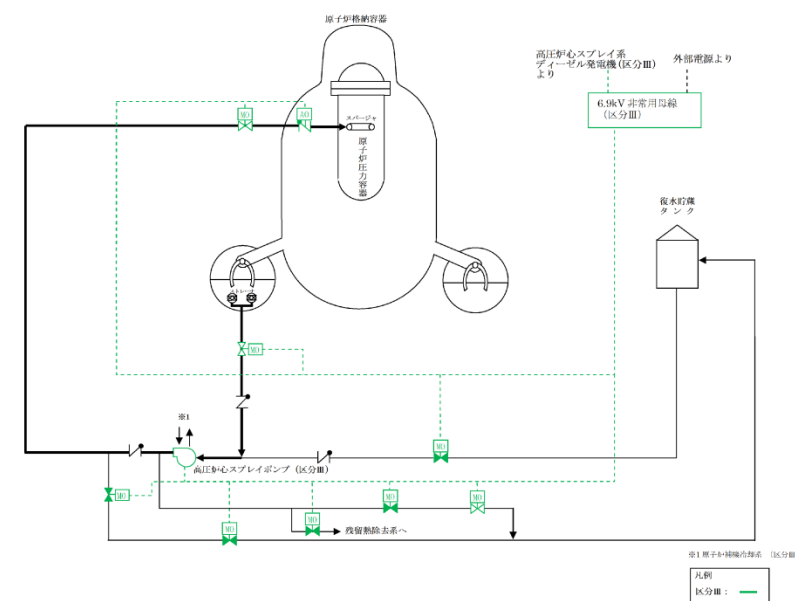 原子炉格納容器
高圧炉心スプレイ系
ディーゼル発電機(区分Ⅲ)
より
外部電源より
6.9kV 非常用母線
(区分Ⅲ)
MO
AO
スパージャ
原子炉圧力容器
復水貯蔵
タンク
ストレーナ
MO
MO
※1
高圧炉心スプレイポンプ (区分Ⅲ)
MO
MO
MO
MO
MO
残留熱除去系へ
※1 原子炉補機冷却系 (区分Ⅲ
凡例
区分Ⅲ: